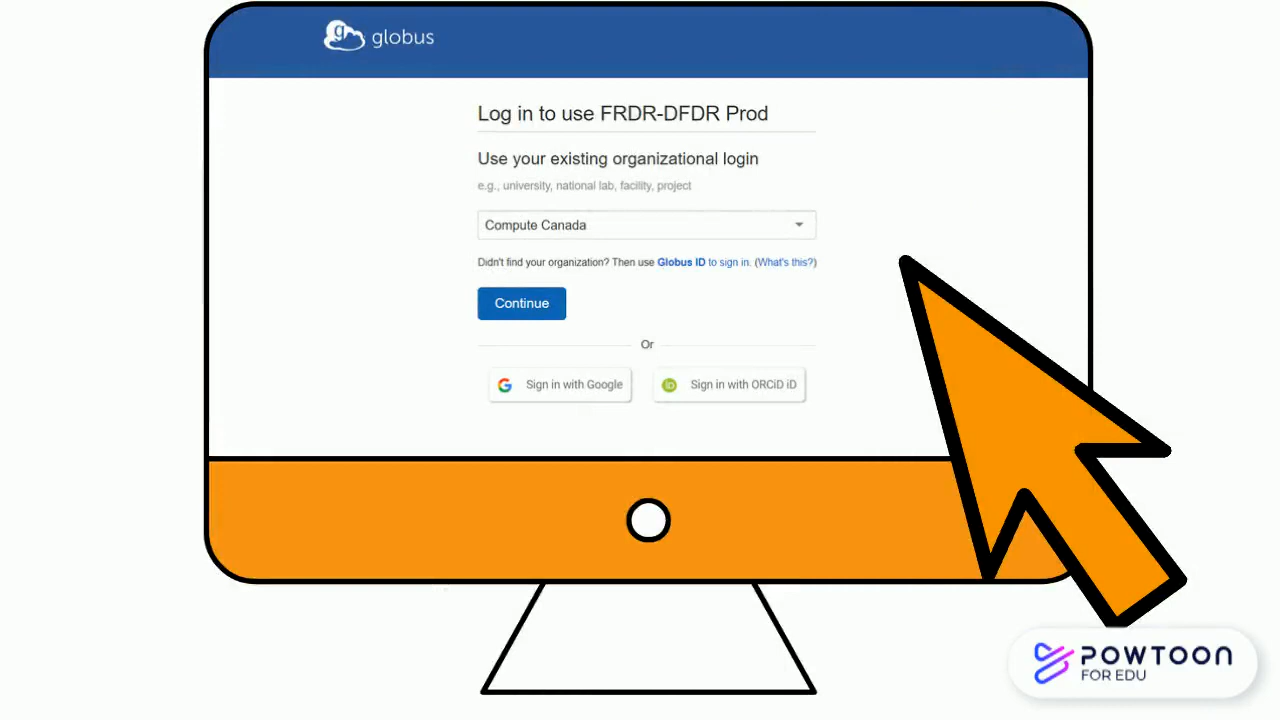 globus
Log in to use FRDR-DFDR Prod
Use your existing organizational login
e.g., university, national lab, facility, project
Compute Canada
Didn't find your organization? Then use Globus ID to sign in. (What's this?)
Continue
Or
Sign in with Google
Sign in with ORCiD iD
POWTOON
FOR EDU